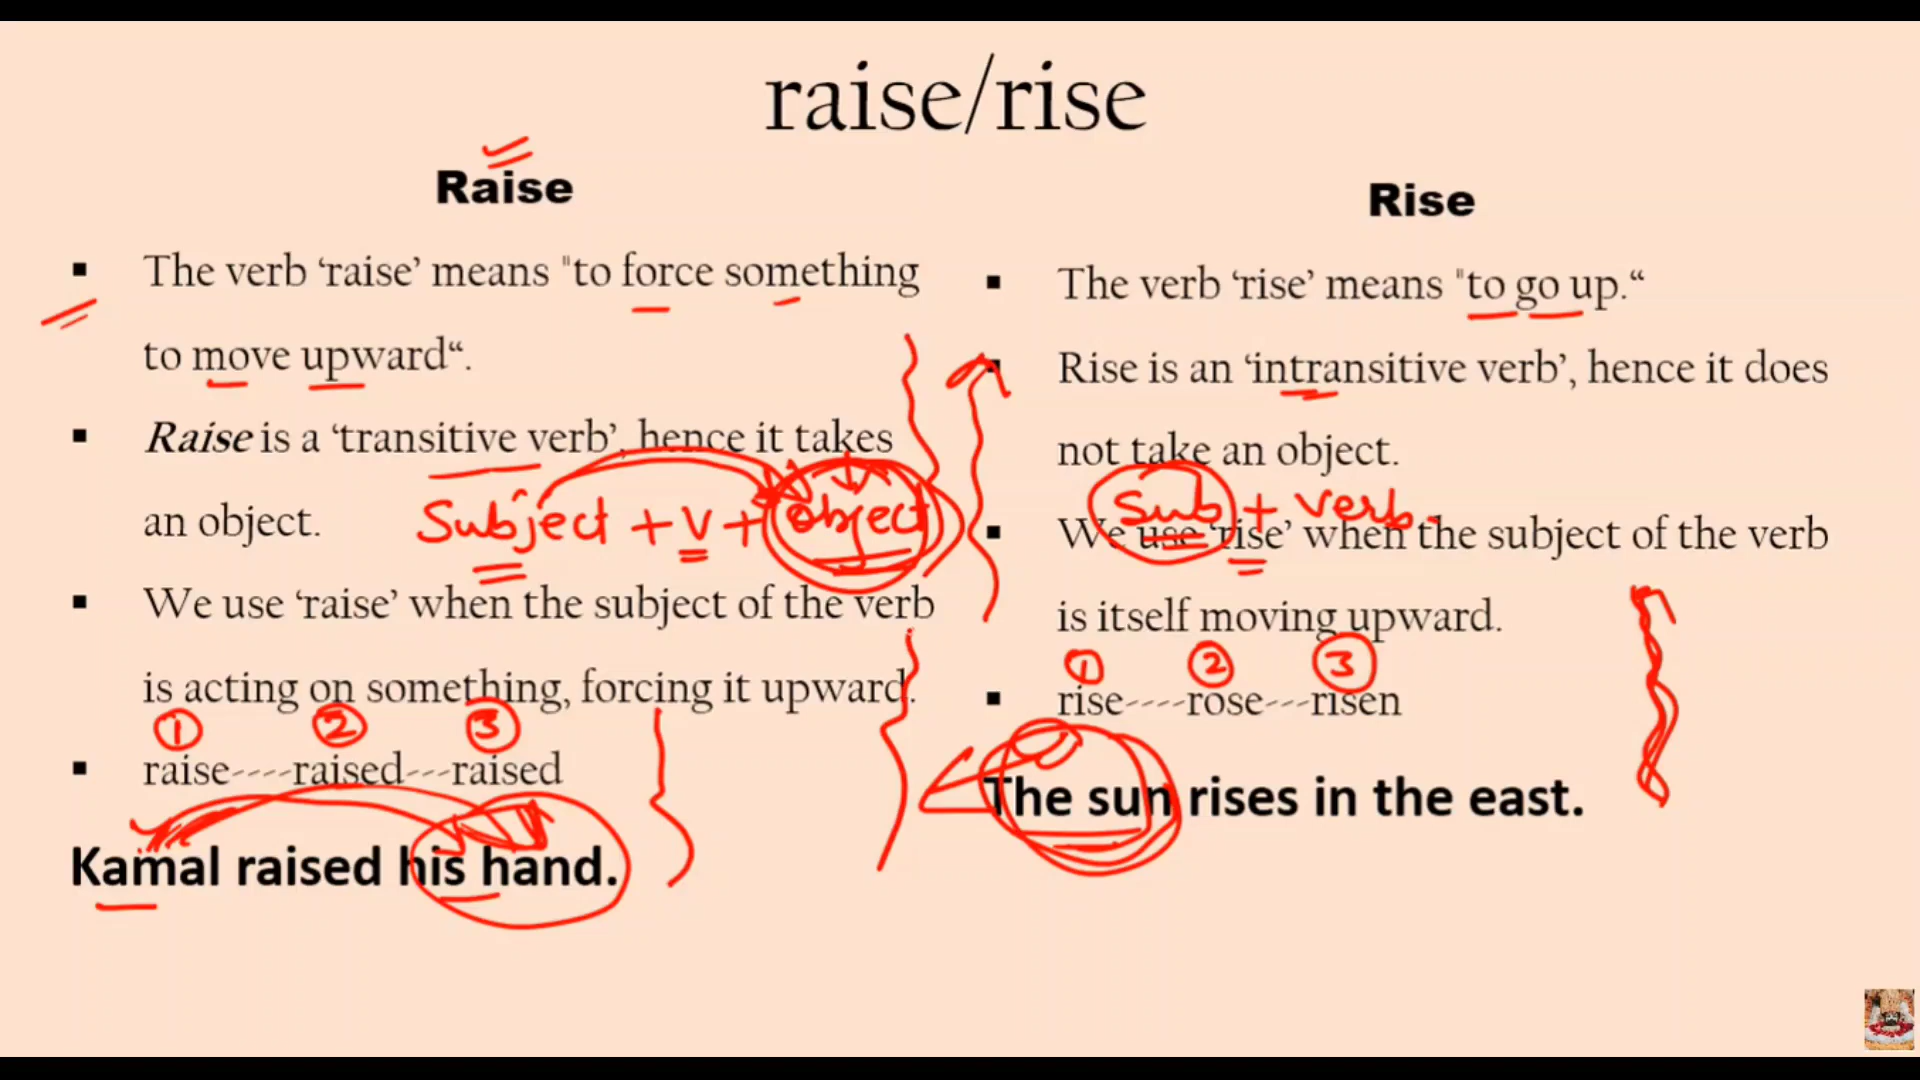 raise/rise
Raise
▪ The verb ‘raise’ means "to force something
to move upward“.
▪ Raise is a ‘transitive verb’, hence it takes
an object.
Subject + V + object
▪ We use ‘raise’ when the subject of the verb
is acting on something, forcing it upward.
① ② ③
▪ raise----raised---raised
Kamal raised his hand.
Rise
▪ The verb ‘rise’ means "to go up.“
▪ Rise is an ‘intransitive verb’, hence it does
not take an object.
Sub + verb.
▪ We use ‘rise’ when the subject of the verb
is itself moving upward.
① ② ③
▪ rise----rose---risen
The sun rises in the east.